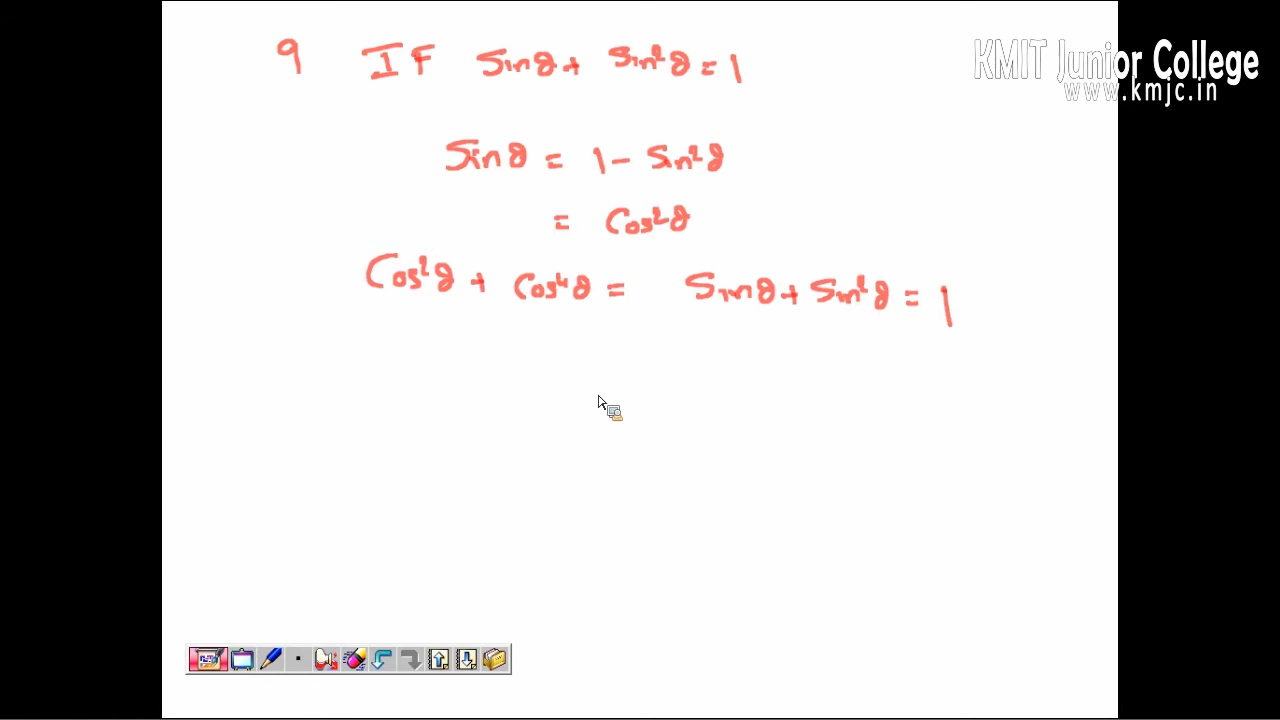 9 IF Sinθ + Sin²θ = 1
KMIT Junior College
www.kmjc.in
Sinθ = 1 - Sin²θ
= Cos²θ
Cos²θ + Cos⁴θ = Sinθ + Sin²θ = 1